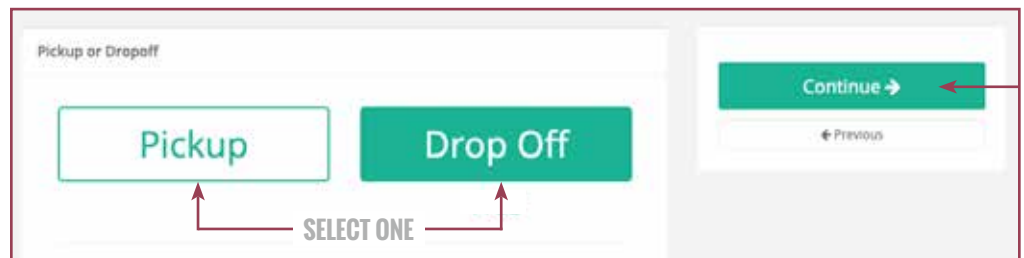 Pickup or Dropoff
Pickup
Drop Off
SELECT ONE
Continue →
← Previous